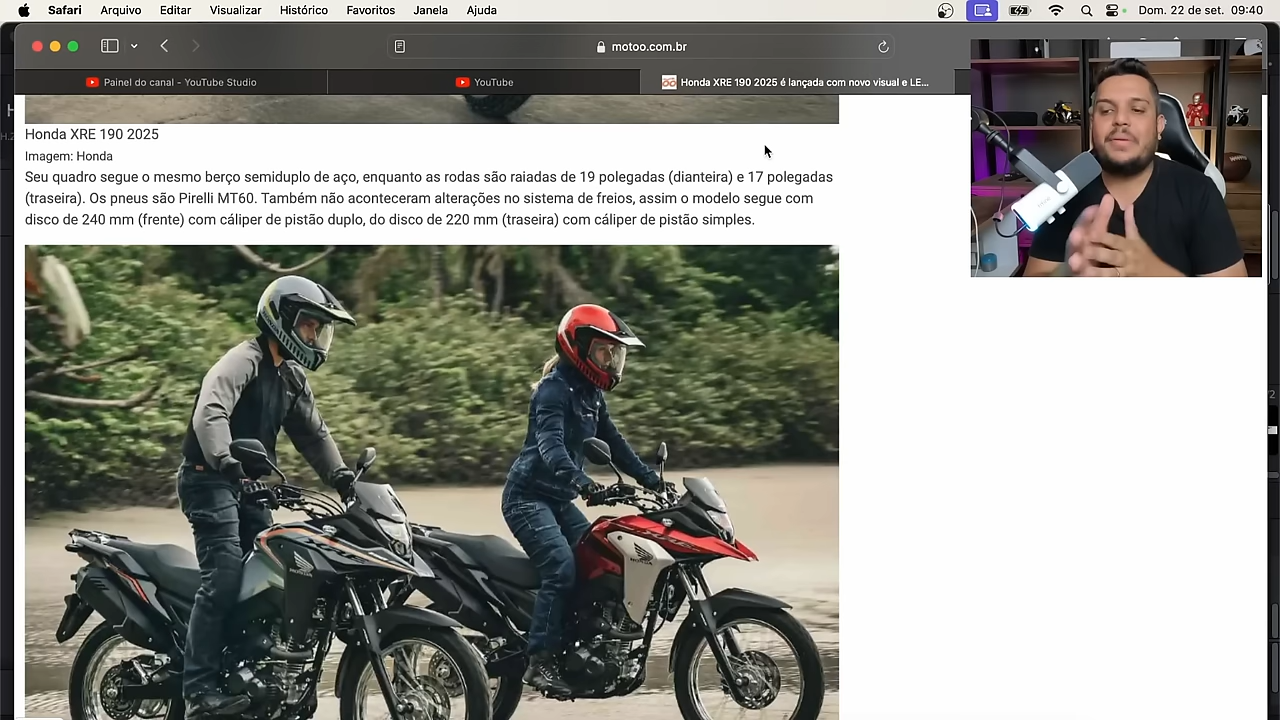 Safari Arquivo Editar Visualizar Histórico Favoritos Janela Ajuda Dom. 22 de set. 09:40
motoo.com.br
Painel do canal - YouTube Studio
YouTube
Honda XRE 190 2025 é lançada com novo visual e LE...
Honda XRE 190 2025
Imagem: Honda
Seu quadro segue o mesmo berço semiduplo de aço, enquanto as rodas são raiadas de 19 polegadas (dianteira) e 17 polegadas
(traseira). Os pneus são Pirelli MT60. Também não aconteceram alterações no sistema de freios, assim o modelo segue com
disco de 240 mm (frente) com cáliper de pistão duplo, do disco de 220 mm (traseira) com cáliper de pistão simples.
HONDA
HONDA